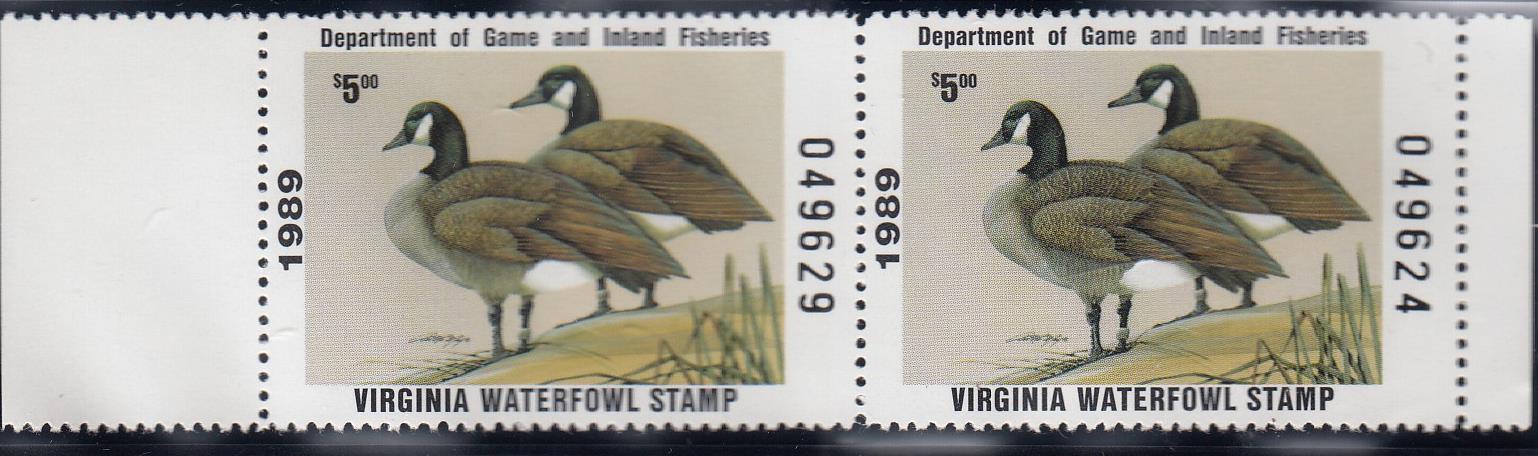 Department of Game and Inland Fisheries
$5.00
1989
049629
VIRGINIA WATERFOWL STAMP
Department of Game and Inland Fisheries
$5.00
1989
049624
VIRGINIA WATERFOWL STAMP